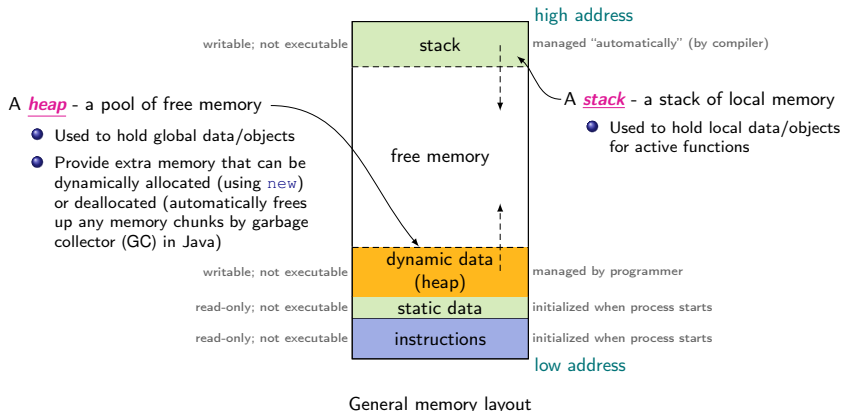 high address
writable; not executable
stack
managed “automatically” (by compiler)
A heap - a pool of free memory
Used to hold global data/objects
Provide extra memory that can be
dynamically allocated (using new)
or deallocated (automatically frees
up any memory chunks by garbage
collector (GC) in Java)
A stack - a stack of local memory
Used to hold local data/objects
for active functions
free memory
writable; not executable
dynamic data
(heap)
managed by programmer
read-only; not executable
static data
initialized when process starts
read-only; not executable
instructions
initialized when process starts
low address
General memory layout